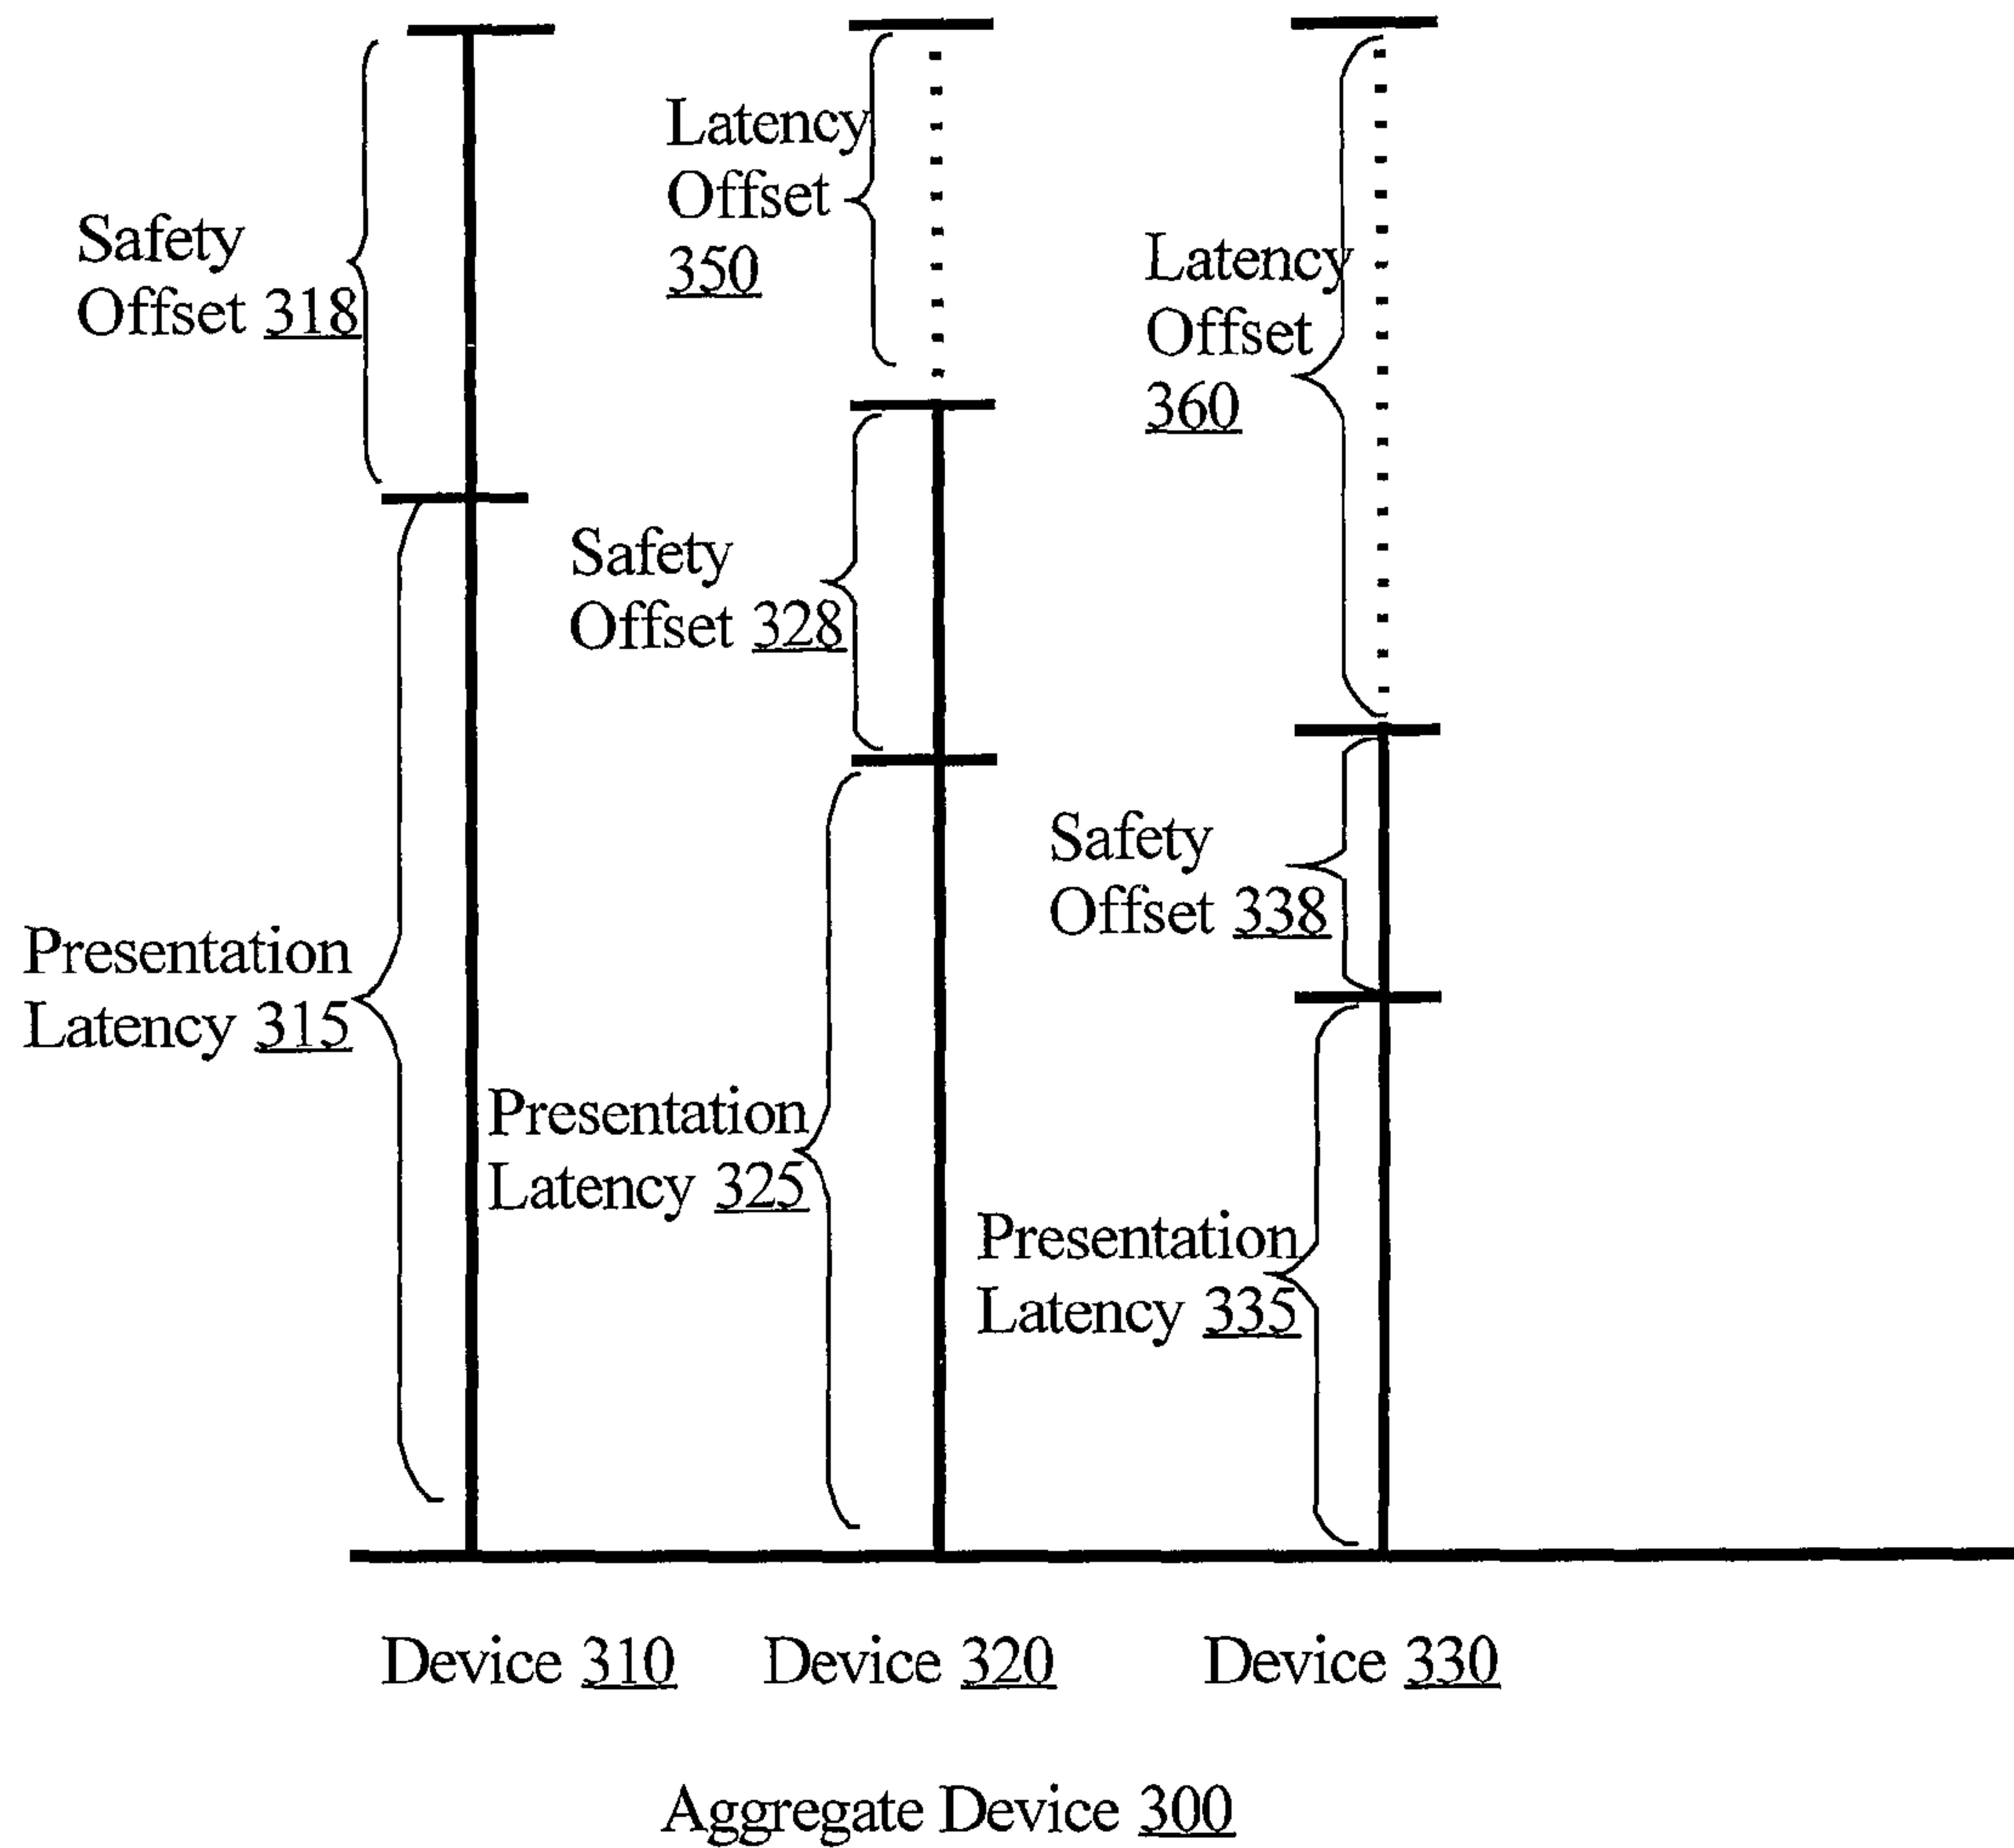 Safety
Offset 318
Presentation
Latency 315
Latency
Offset
350
Safety
Offset 328
Presentation
Latency 325
Latency
Offset
360
Safety
Offset 338
Presentation
Latency 335
Device 310
Device 320
Device 330
Aggregate Device 300